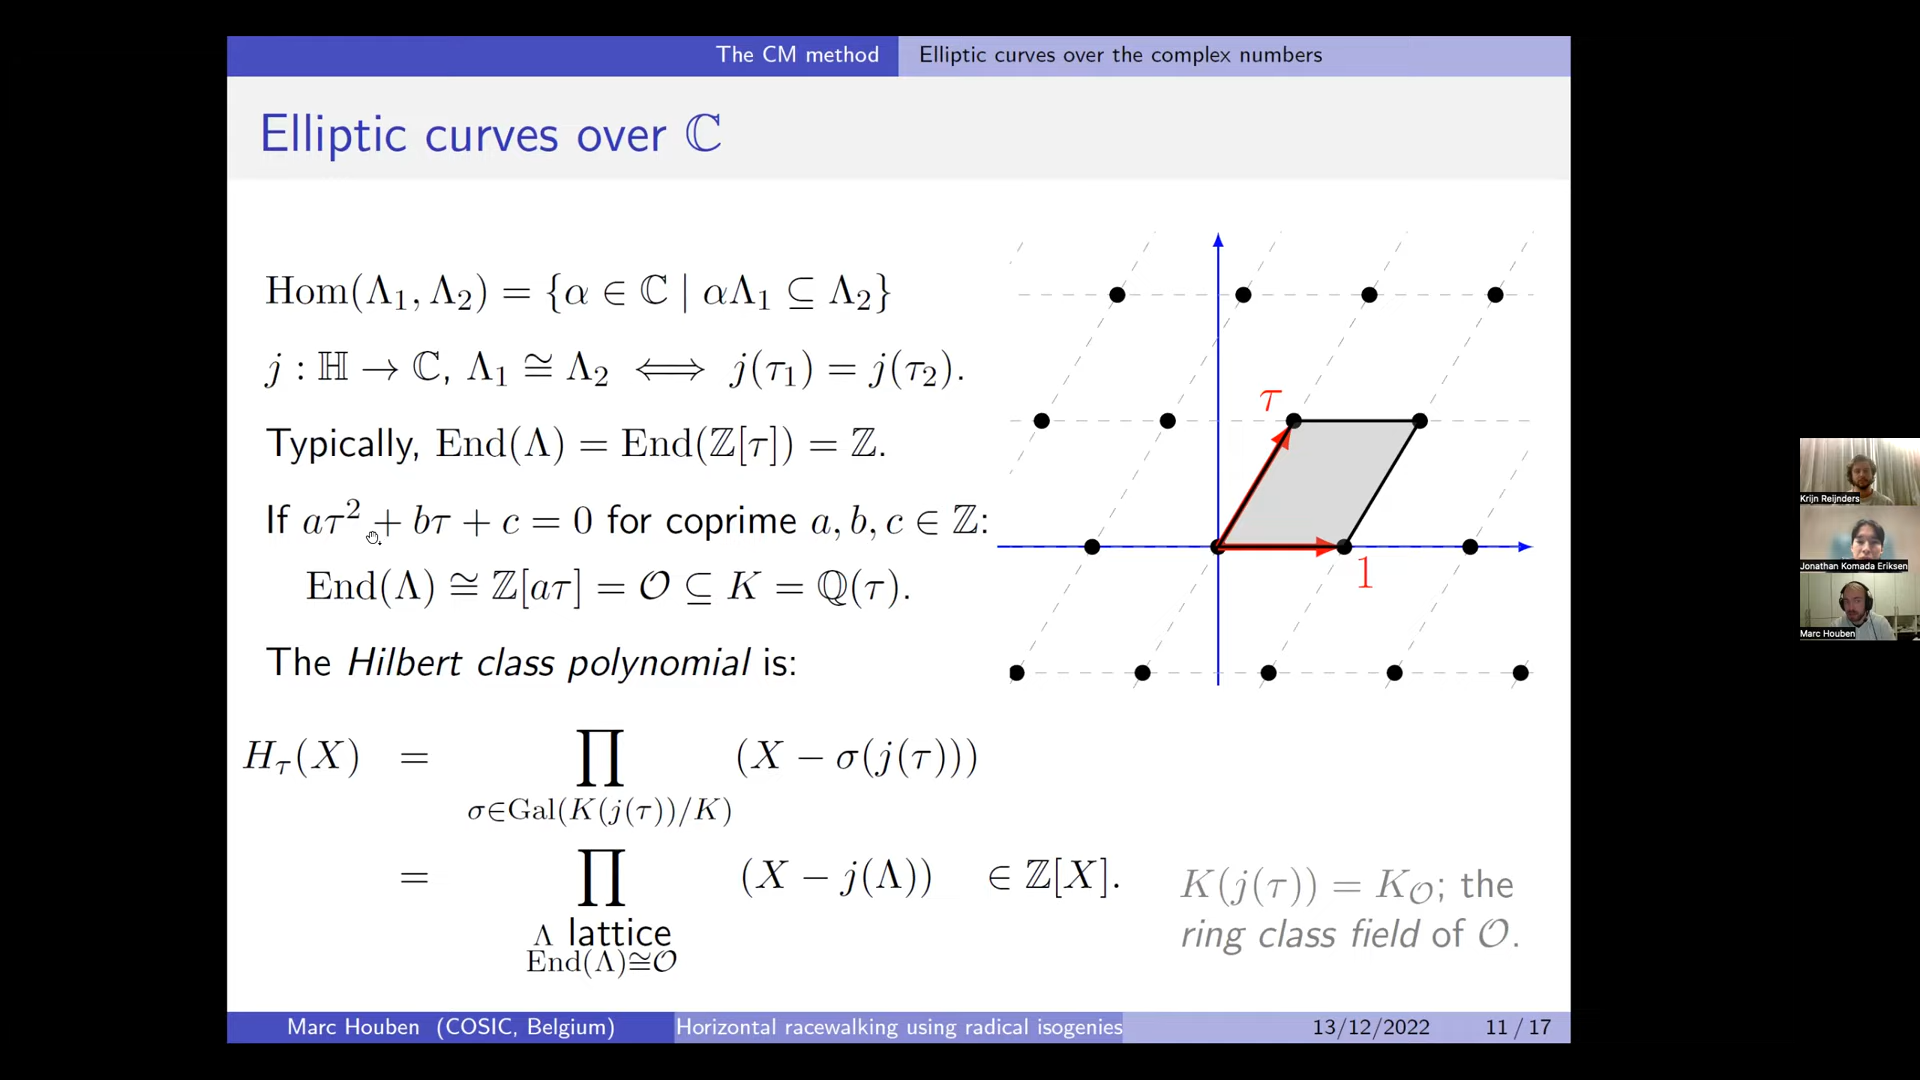 The CM method Elliptic curves over the complex numbers
Elliptic curves over ℂ
Hom(Λ₁, Λ₂) = {α ∈ ℂ | αΛ₁ ⊆ Λ₂}
j : ℍ → ℂ, Λ₁ ≅ Λ₂ ⟺ j(τ₁) = j(τ₂).
Typically, End(Λ) = End(ℤ[τ]) = ℤ.
If aτ² + bτ + c = 0 for coprime a, b, c ∈ ℤ:
End(Λ) ≅ ℤ[aτ] = 𝒪 ⊆ K = ℚ(τ).
The Hilbert class polynomial is:
H_τ(X) = ∏ (X − σ(j(τ)))
σ∈Gal(K(j(τ))/K)
= ∏ (X − j(Λ)) ∈ ℤ[X].
Λ lattice
End(Λ)≅𝒪
τ
1
K(j(τ)) = K_𝒪; the
ring class field of 𝒪.
Krijn Reijnders
Jonathan Komada Eriksen
Marc Houben
Marc Houben (COSIC, Belgium) Horizontal racewalking using radical isogenies 13/12/2022 11 / 17